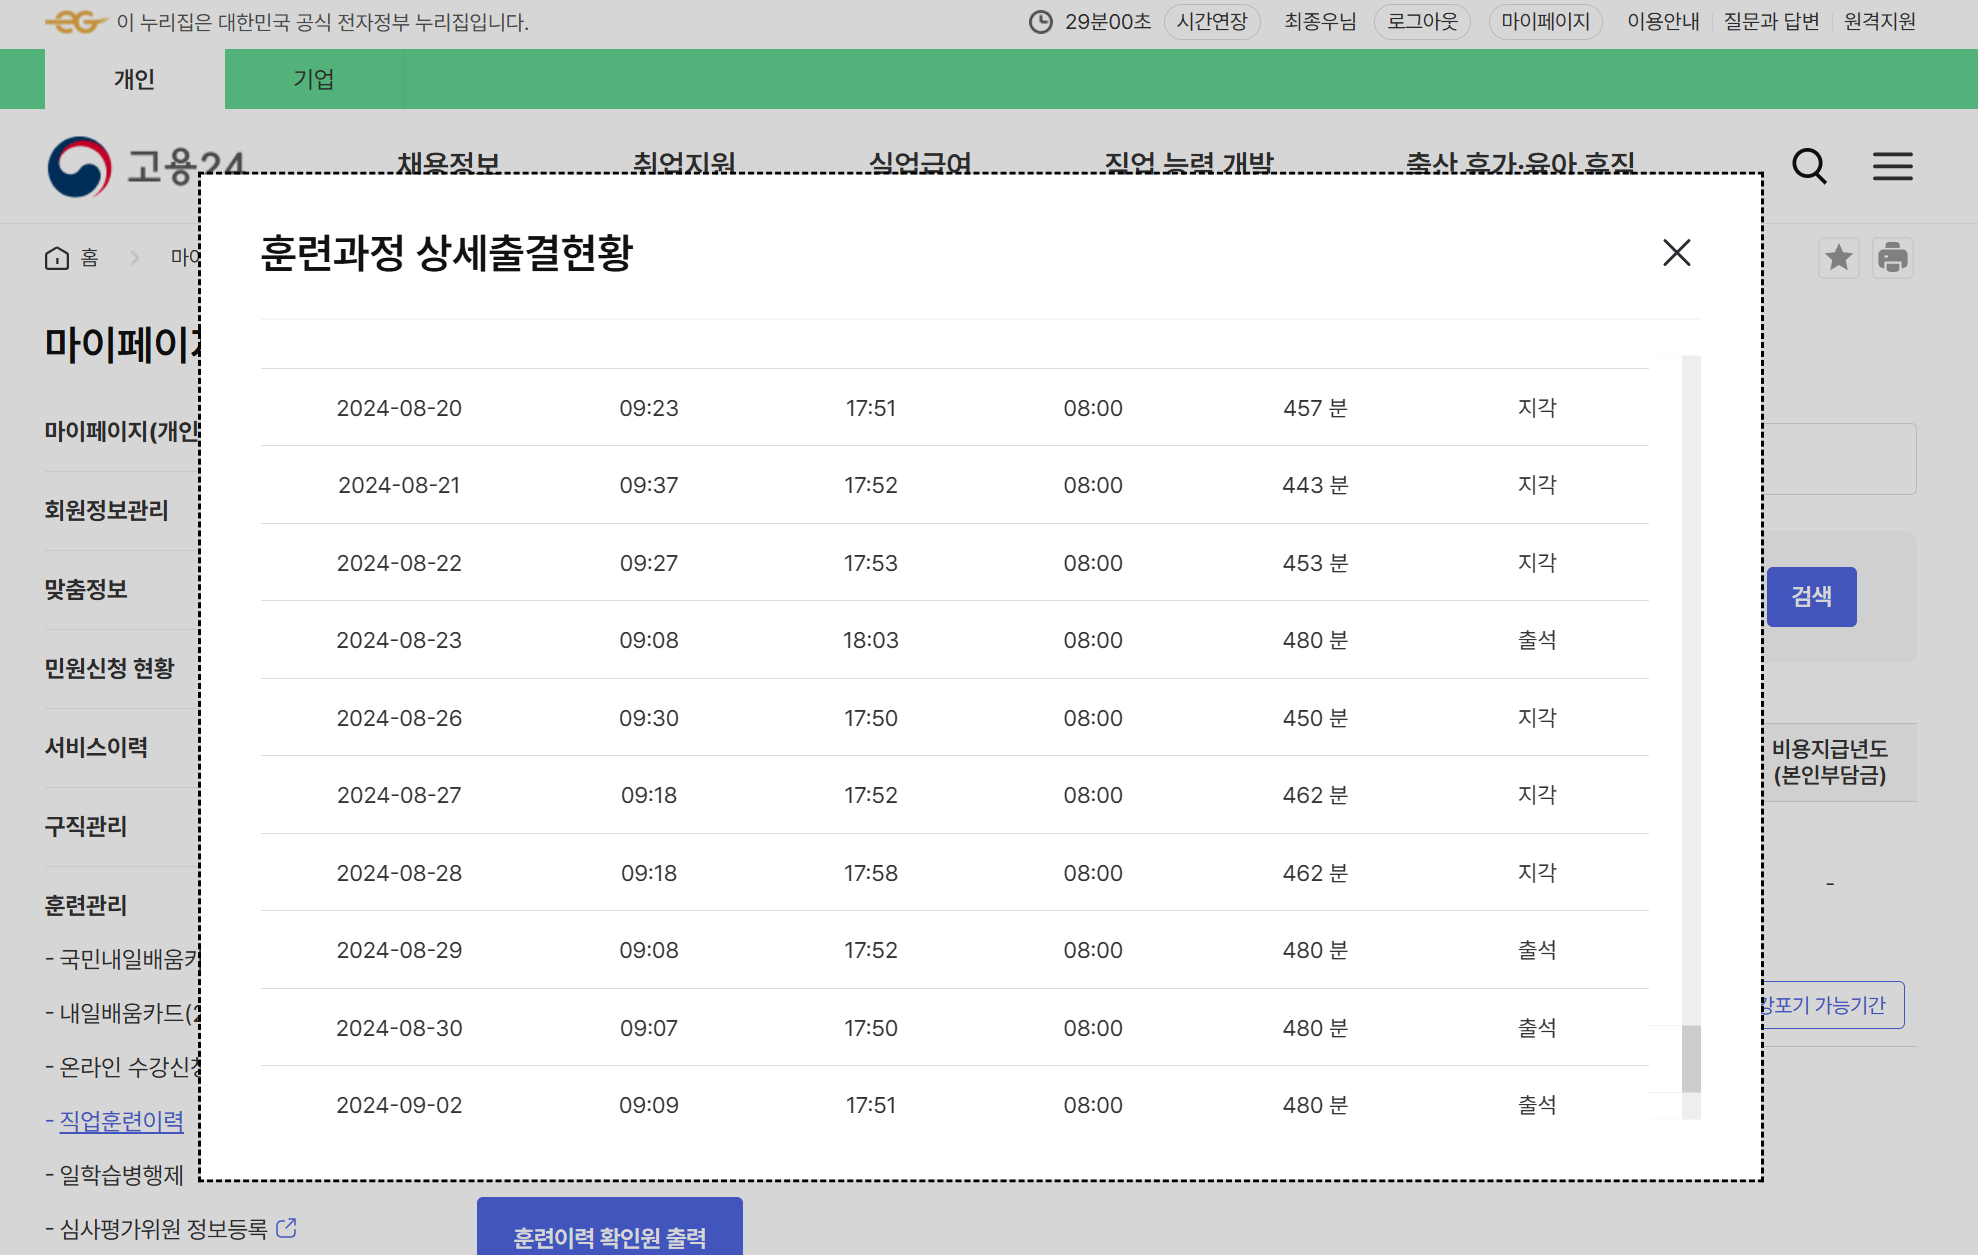 이 누리집은 대한민국 공식 전자정부 누리집입니다.
29분00초 시간연장 최종우님 로그아웃 마이페이지 이용안내 질문과 답변 원격지원
개인 기업
고용24 채용정보 취업지원 실업급여 직업 능력 개발 출산 휴가·육아 휴직
홈
훈련과정 상세출결현황
마이페이지
마이페이지(개인
회원정보관리
맞춤정보
민원신청 현황
서비스이력
구직관리
훈련관리
- 국민내일배움카
- 내일배움카드(2
- 온라인 수강신청
- 직업훈련이력
- 일학습병행제
- 심사평가위원 정보등록
2024-08-20 09:23 17:51 08:00 457 분 지각
2024-08-21 09:37 17:52 08:00 443 분 지각
2024-08-22 09:27 17:53 08:00 453 분 지각
2024-08-23 09:08 18:03 08:00 480 분 출석
2024-08-26 09:30 17:50 08:00 450 분 지각
2024-08-27 09:18 17:52 08:00 462 분 지각
2024-08-28 09:18 17:58 08:00 462 분 지각
2024-08-29 09:08 17:52 08:00 480 분 출석
2024-08-30 09:07 17:50 08:00 480 분 출석
2024-09-02 09:09 17:51 08:00 480 분 출석
검색
비용지급년도
(본인부담금)
-
포기 가능기간
훈련이력 확인원 출력